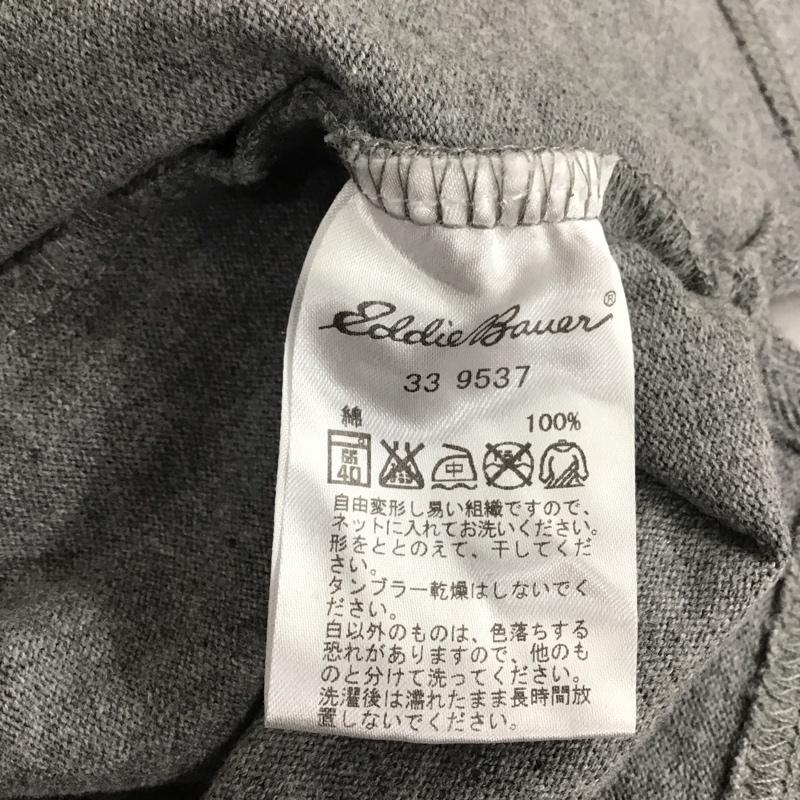 Eddie Bauer®
33 9537
綿 100%
40 中
自由変形し易い組織ですので、
ネットに入れてお洗いください。
形をととのえて、干してくだ
さい。
タンブラー乾燥はしないでく
ださい。
白以外のものは、色落ちする
恐れがありますので、他のも
のと分けて洗ってください。
洗濯後は濡れたまま長時間放
置しないでください。